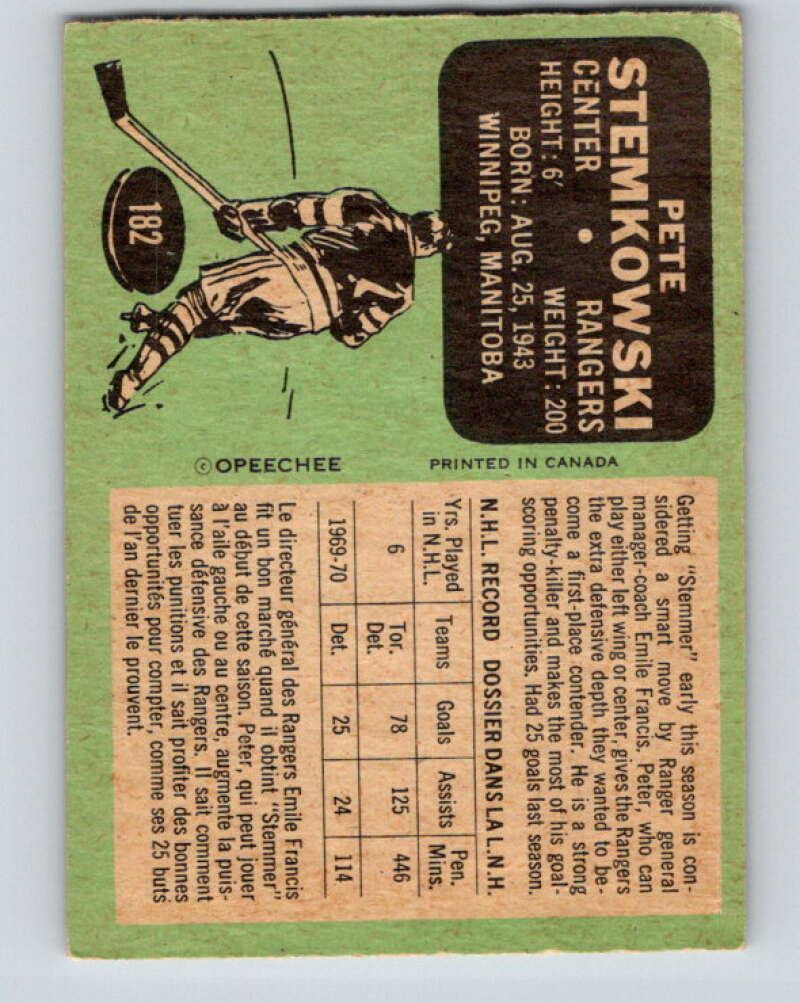 PETE
STEMKOWSKI
CENTER • RANGERS
HEIGHT: 6' WEIGHT: 200
BORN: AUG. 25, 1943
WINNIPEG, MANITOBA
182
© OPEECHEE PRINTED IN CANADA
Getting "Stemmer" early this season is con-
sidered a smart move by Ranger general
manager-coach Emile Francis. Peter, who can
play either left wing or center, gives the Rangers
the extra defensive depth they wanted to be-
come a first-place contender. He is a strong
penalty-killer and makes the most of his goal-
scoring opportunities. Had 25 goals last season.
N.H.L. RECORD DOSSIER DANS LA L.N.H.
Yrs. Played in N.H.L. Teams Goals Assists Pen. Mins.
6 Tor. Det. 78 125 446
1969-70 Det. 25 24 114
Le directeur général des Rangers Emile Francis
fit un bon marché quand il obtint "Stemmer"
au début de cette saison. Peter, qui peut jouer
a l'aile gauche ou au centre, augmente la puis-
sance défensive des Rangers. Il sait comment
tuer les punitions et il sait profiter des bonnes
opportunités pour compter, comme ses 25 buts
de l'an dernier le prouvent.